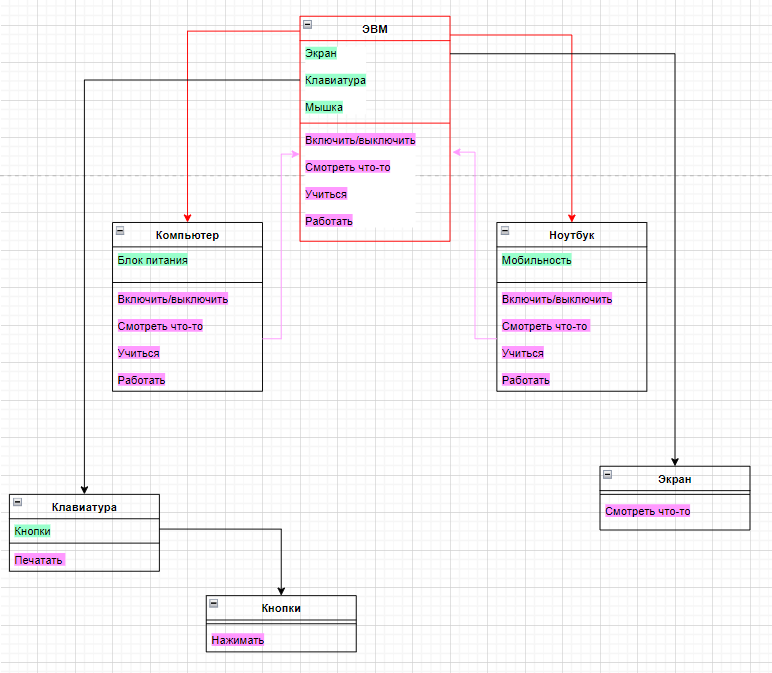 ЭВМ
Экран
Клавиатура
Мышка
Включить/выключить
Смотреть что-то
Учиться
Работать
Компьютер
Блок питания
Включить/выключить
Смотреть что-то
Учиться
Работать
Ноутбук
Мобильность
Включить/выключить
Смотреть что-то
Учиться
Работать
Экран
Смотреть что-то
Клавиатура
Кнопки
Печатать
Кнопки
Нажимать